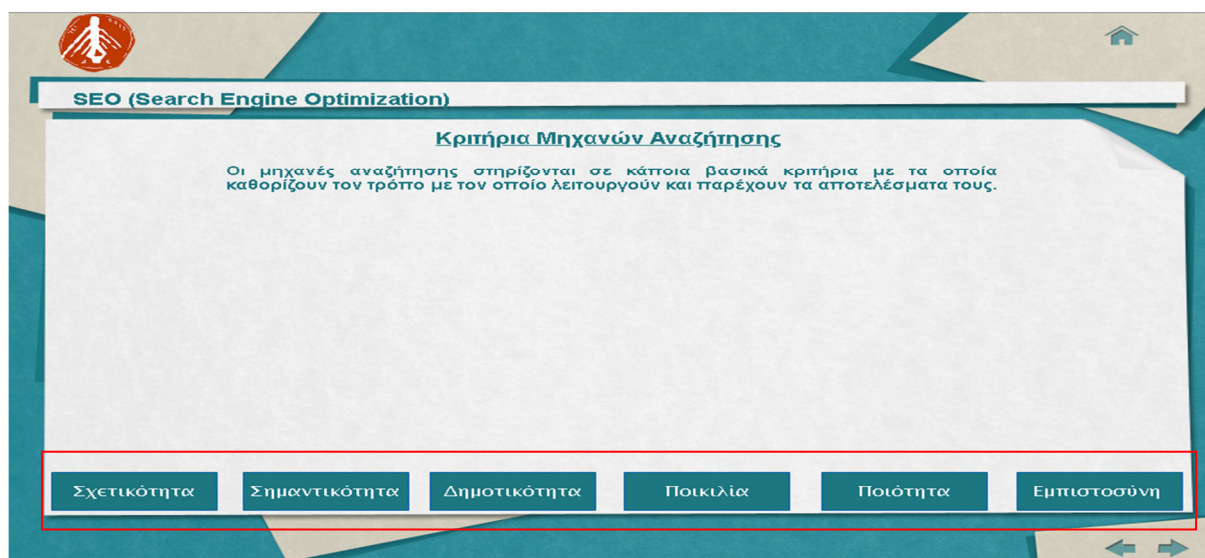 SEO (Search Engine Optimization)
Κριτήρια Μηχανών Αναζήτησης
Οι μηχανές αναζήτησης στηρίζονται σε κάποια βασικά κριτήρια με τα οποία
καθορίζουν τον τρόπο με τον οποίο λειτουργούν και παρέχουν τα αποτελέσματα τους.
Σχετικότητα
Σημαντικότητα
Δημοτικότητα
Ποικιλία
Ποιότητα
Εμπιστοσύνη